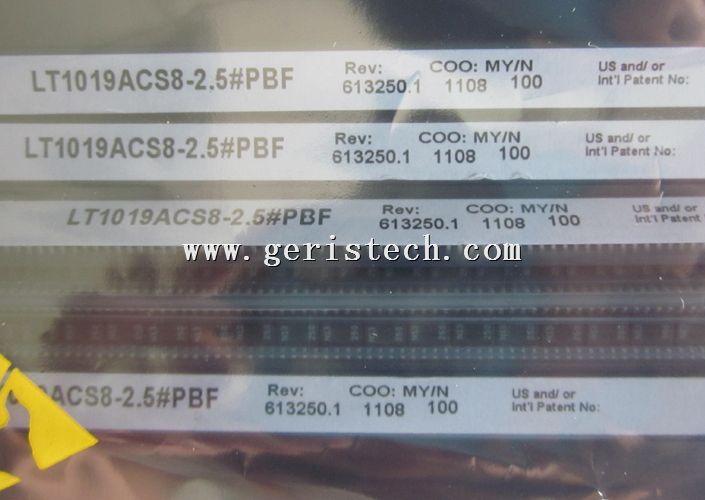 LT1019ACS8-2.5#PBF Rev: COO: MY/N US and/ or
613250.1 1108 100 Int'l Patent No:
LT1019ACS8-2.5#PBF Rev: COO: MY/N US and/ or
613250.1 1108 100 Int'l Patent No:
LT1019ACS8-2.5#PBF Rev: COO: MY/N US and/ or
613250.1 1108 100 Int'l Patent
www.geristech.com
ACS8-2.5#PBF Rev: COO: MY/N US and/ or
613250.1 1108 100 Int'l Patent No: